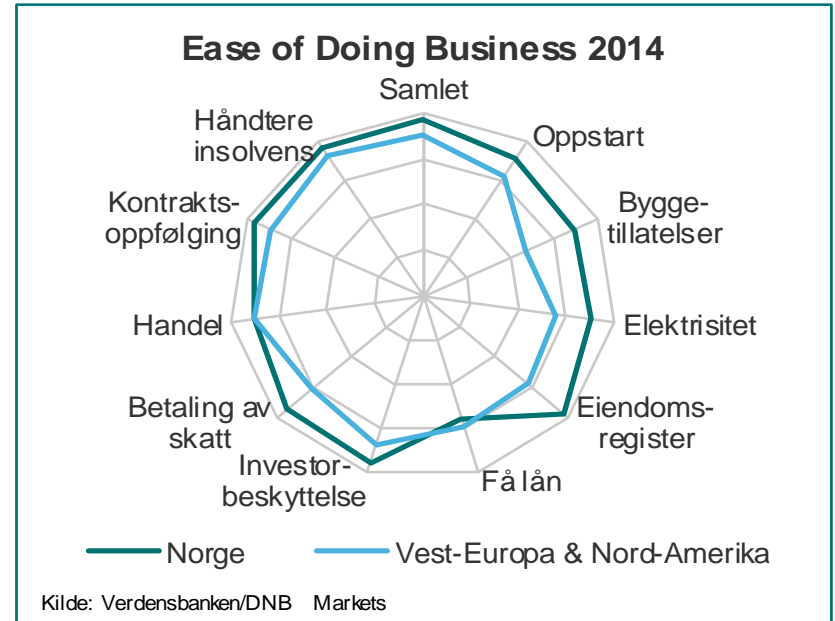 Ease of Doing Business 2014
Samlet
Oppstart
Bygge-
tillatelser
Elektrisitet
Eiendoms-
register
Få lån
Investor-
beskyttelse
Betaling av
skatt
Handel
Kontrakts-
oppfølging
Håndtere
insolvens
Norge
Vest-Europa & Nord-Amerika
Kilde: Verdensbanken/DNB Markets